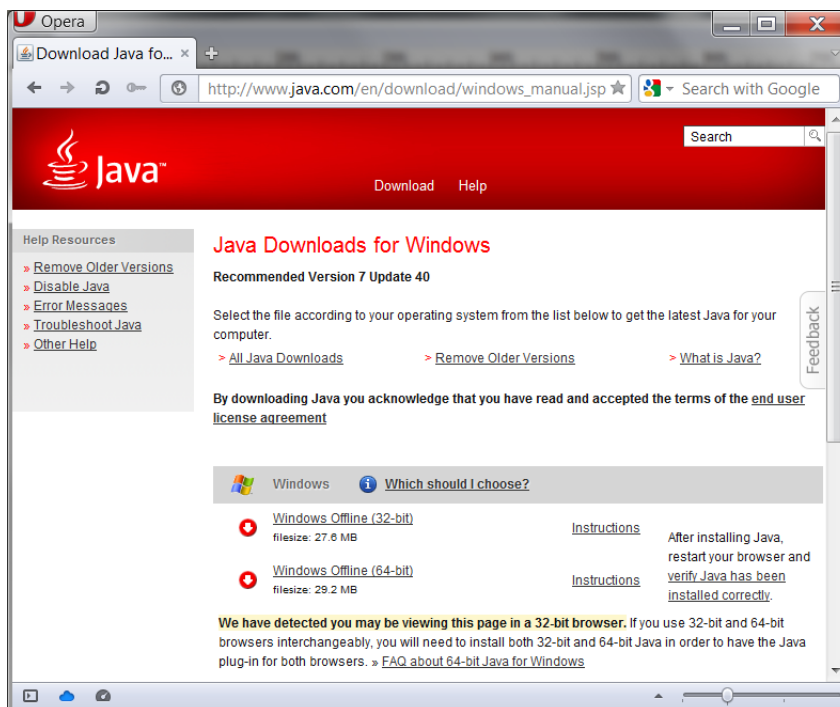 Opera
Download Java fo...
http://www.java.com/en/download/windows_manual.jsp
Search with Google
Search
Java™
Download Help
Help Resources
» Remove Older Versions
» Disable Java
» Error Messages
» Troubleshoot Java
» Other Help
Java Downloads for Windows
Recommended Version 7 Update 40
Select the file according to your operating system from the list below to get the latest Java for your
computer.
> All Java Downloads > Remove Older Versions > What is Java?
Feedback
By downloading Java you acknowledge that you have read and accepted the terms of the end user
license agreement
Windows Which should I choose?
Windows Offline (32-bit) Instructions
filesize: 27.6 MB
Windows Offline (64-bit) Instructions
filesize: 29.2 MB
After installing Java,
restart your browser and
verify Java has been
installed correctly.
We have detected you may be viewing this page in a 32-bit browser. If you use 32-bit and 64-bit
browsers interchangeably, you will need to install both 32-bit and 64-bit Java in order to have the Java
plug-in for both browsers. » FAQ about 64-bit Java for Windows